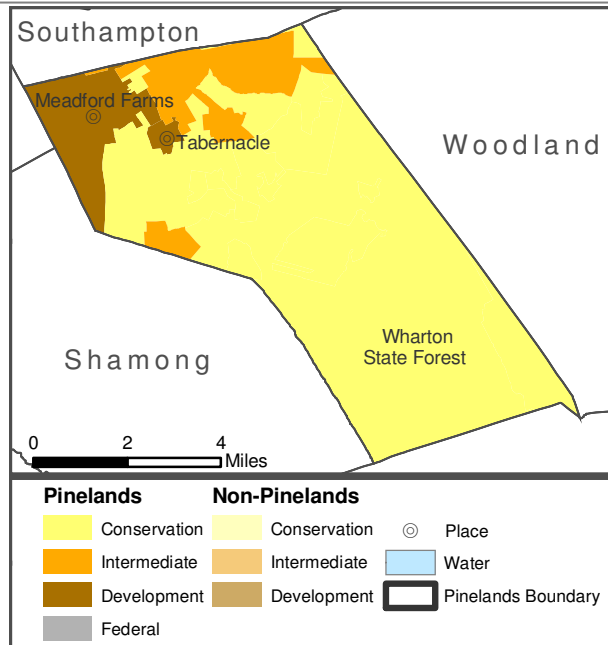 Southampton
Meadford Farms
Tabernacle
Woodland
Wharton
State Forest
Shamong
0 2 4
Miles
Pinelands Non-Pinelands
Conservation Conservation Place
Intermediate Intermediate Water
Development Development Pinelands Boundary
Federal